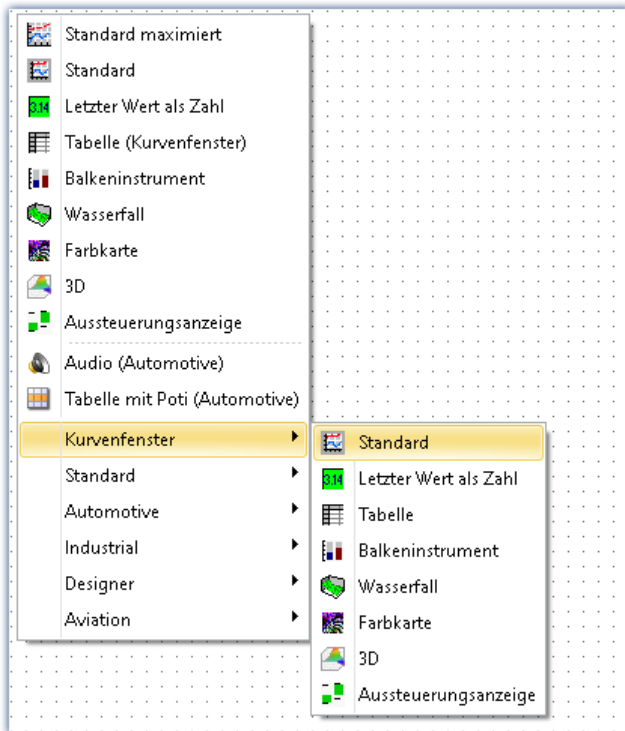 Standard maximiert
Standard
3.14 Letzter Wert als Zahl
Tabelle (Kurvenfenster)
Balkeninstrument
Wasserfall
Farbkarte
3D
Aussteuerungsanzeige
Audio (Automotive)
Tabelle mit Poti (Automotive)
Kurvenfenster
Standard
Automotive
Industrial
Designer
Aviation
Standard
3.14 Letzter Wert als Zahl
Tabelle
Balkeninstrument
Wasserfall
Farbkarte
3D
Aussteuerungsanzeige